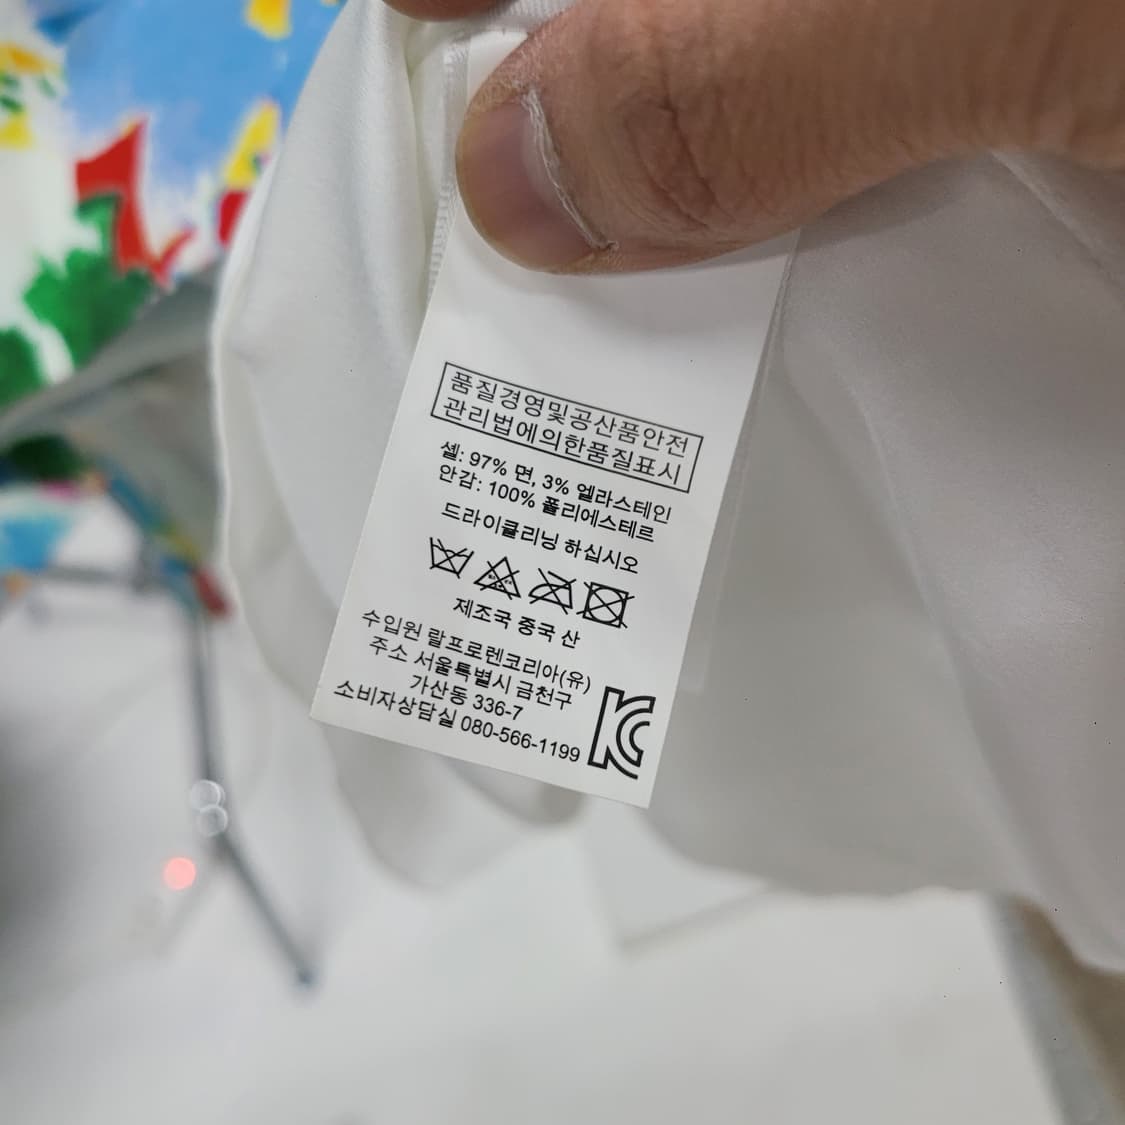 품질경영및공산품안전
관리법에의한품질표시
셸: 97% 면, 3% 엘라스테인
안감: 100% 폴리에스테르
드라이클리닝 하십시오
제조국 중국 산
수입원 랄프로렌코리아(유)
주소 서울특별시 금천구
가산동 336-7
소비자상담실 080-566-1199